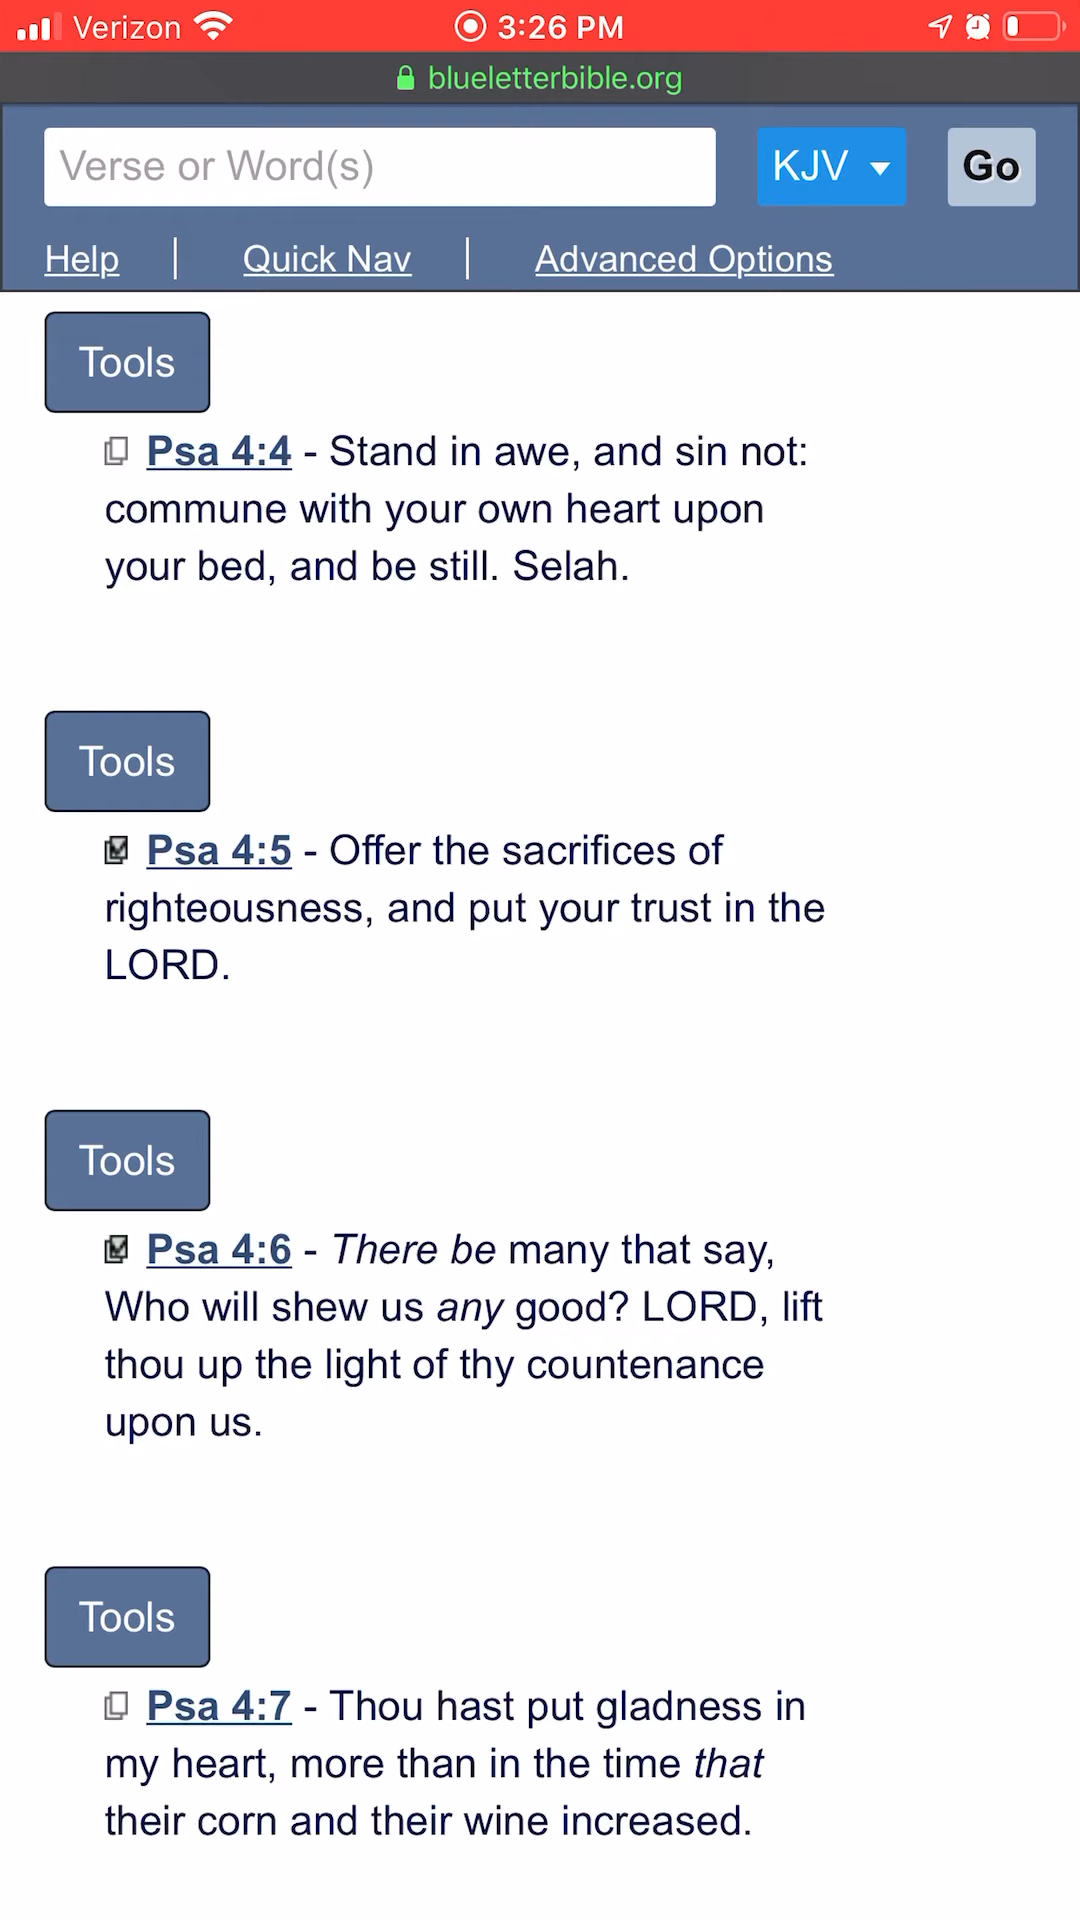 Verizon 3:26 PM
blueletterbible.org
Verse or Word(s) KJV Go
Help | Quick Nav | Advanced Options
Tools
Psa 4:4 - Stand in awe, and sin not:
commune with your own heart upon
your bed, and be still. Selah.
Tools
Psa 4:5 - Offer the sacrifices of
righteousness, and put your trust in the
LORD.
Tools
Psa 4:6 - There be many that say,
Who will shew us any good? LORD, lift
thou up the light of thy countenance
upon us.
Tools
Psa 4:7 - Thou hast put gladness in
my heart, more than in the time that
their corn and their wine increased.